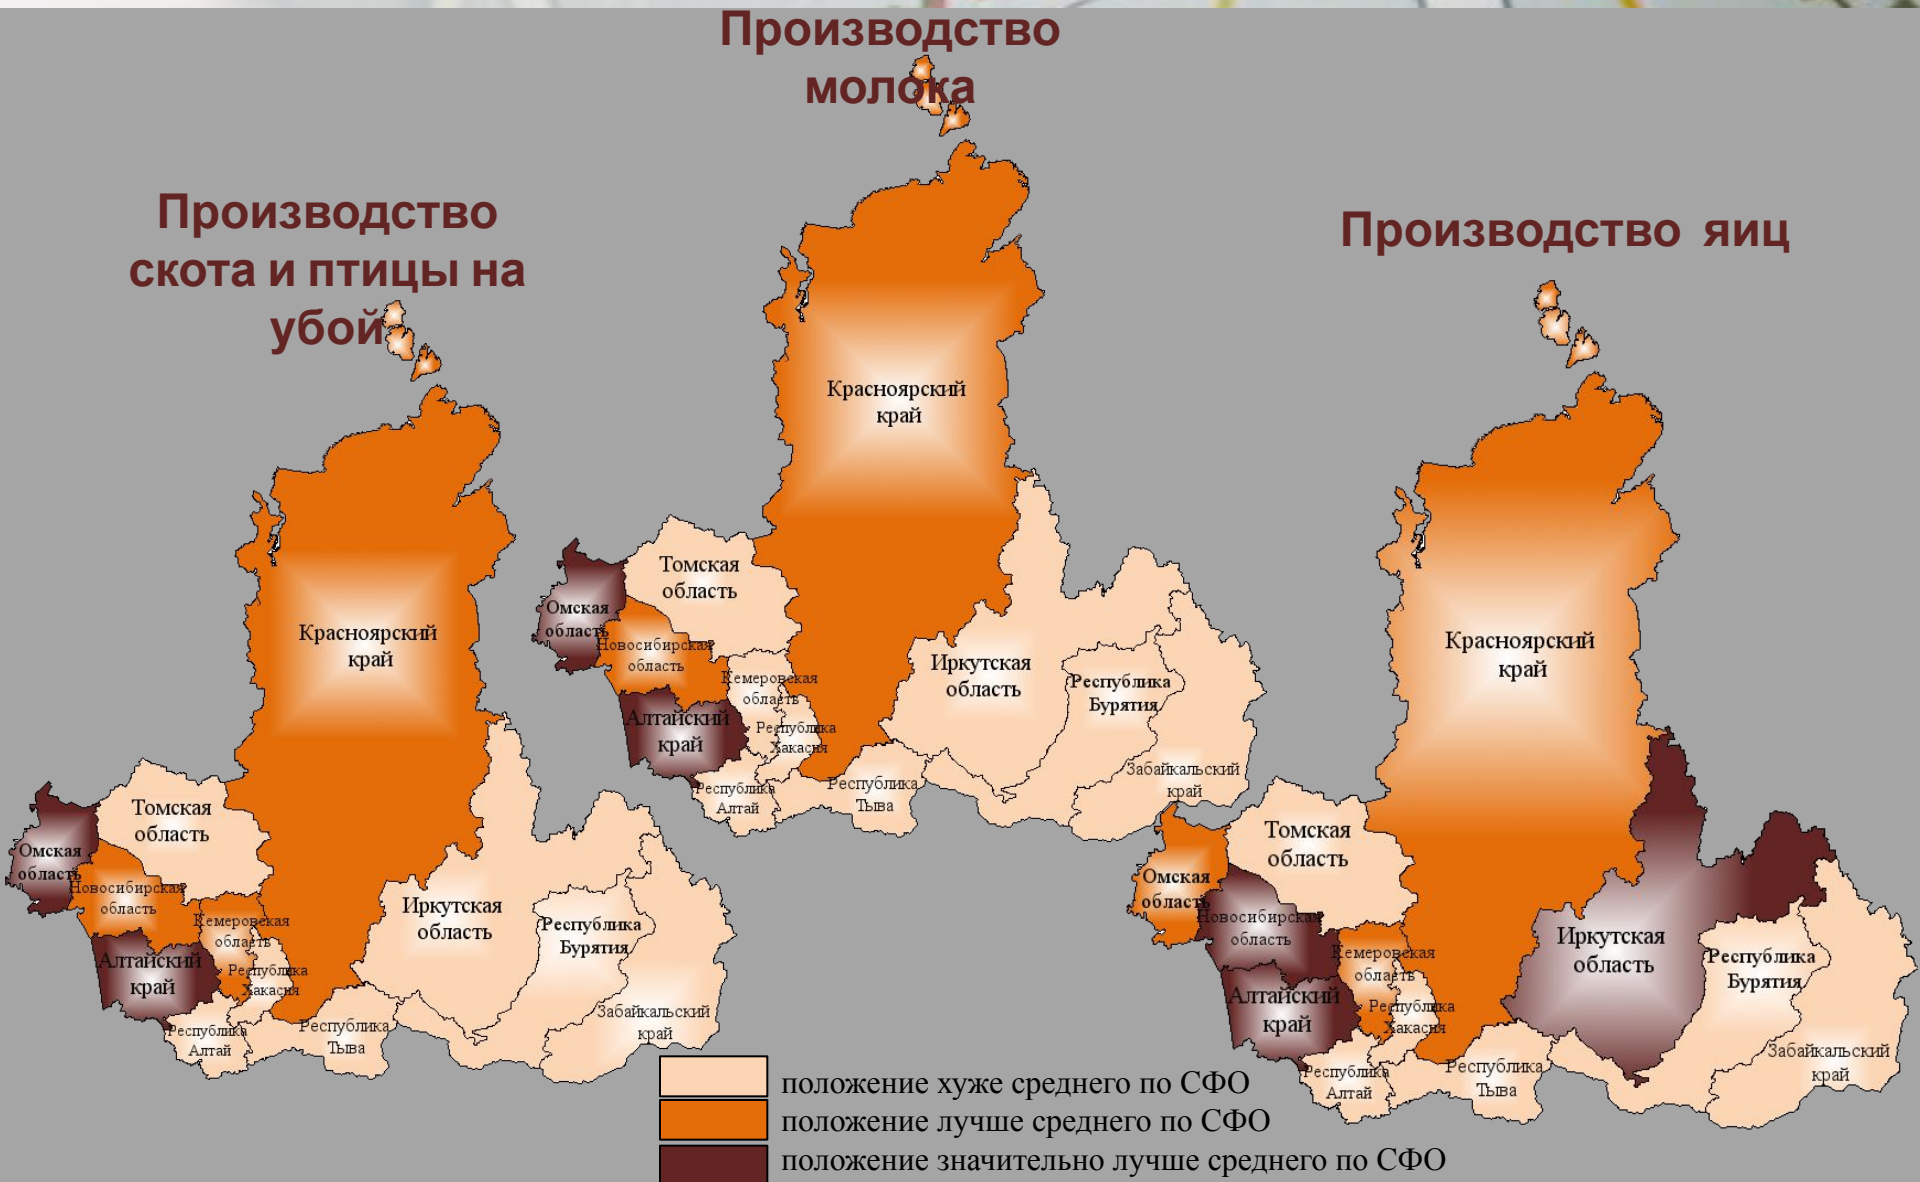 Производство
молока
Производство
скота и птицы на
убой
Производство яиц
Красноярский
край
Томская
область
Омская
область
Новосибирская
область
Кемеровская
область
Алтайский
край
Республика
Хакасия
Республика
Алтай
Республика
Тыва
Иркутская
область
Республика
Бурятия
Забайкальский
край
Красноярский
край
Томская
область
Омская
область
Новосибирская
область
Кемеровская
область
Алтайский
край
Республика
Хакасия
Республика
Алтай
Республика
Тыва
Иркутская
область
Республика
Бурятия
Забайкальский
край
Красноярский
край
Томская
область
Омская
область
Новосибирская
область
Кемеровская
область
Алтайский
край
Республика
Хакасия
Республика
Алтай
Республика
Тыва
Иркутская
область
Республика
Бурятия
Забайкальский
край
положение хуже среднего по СФО
положение лучше среднего по СФО
положение значительно лучше среднего по СФО